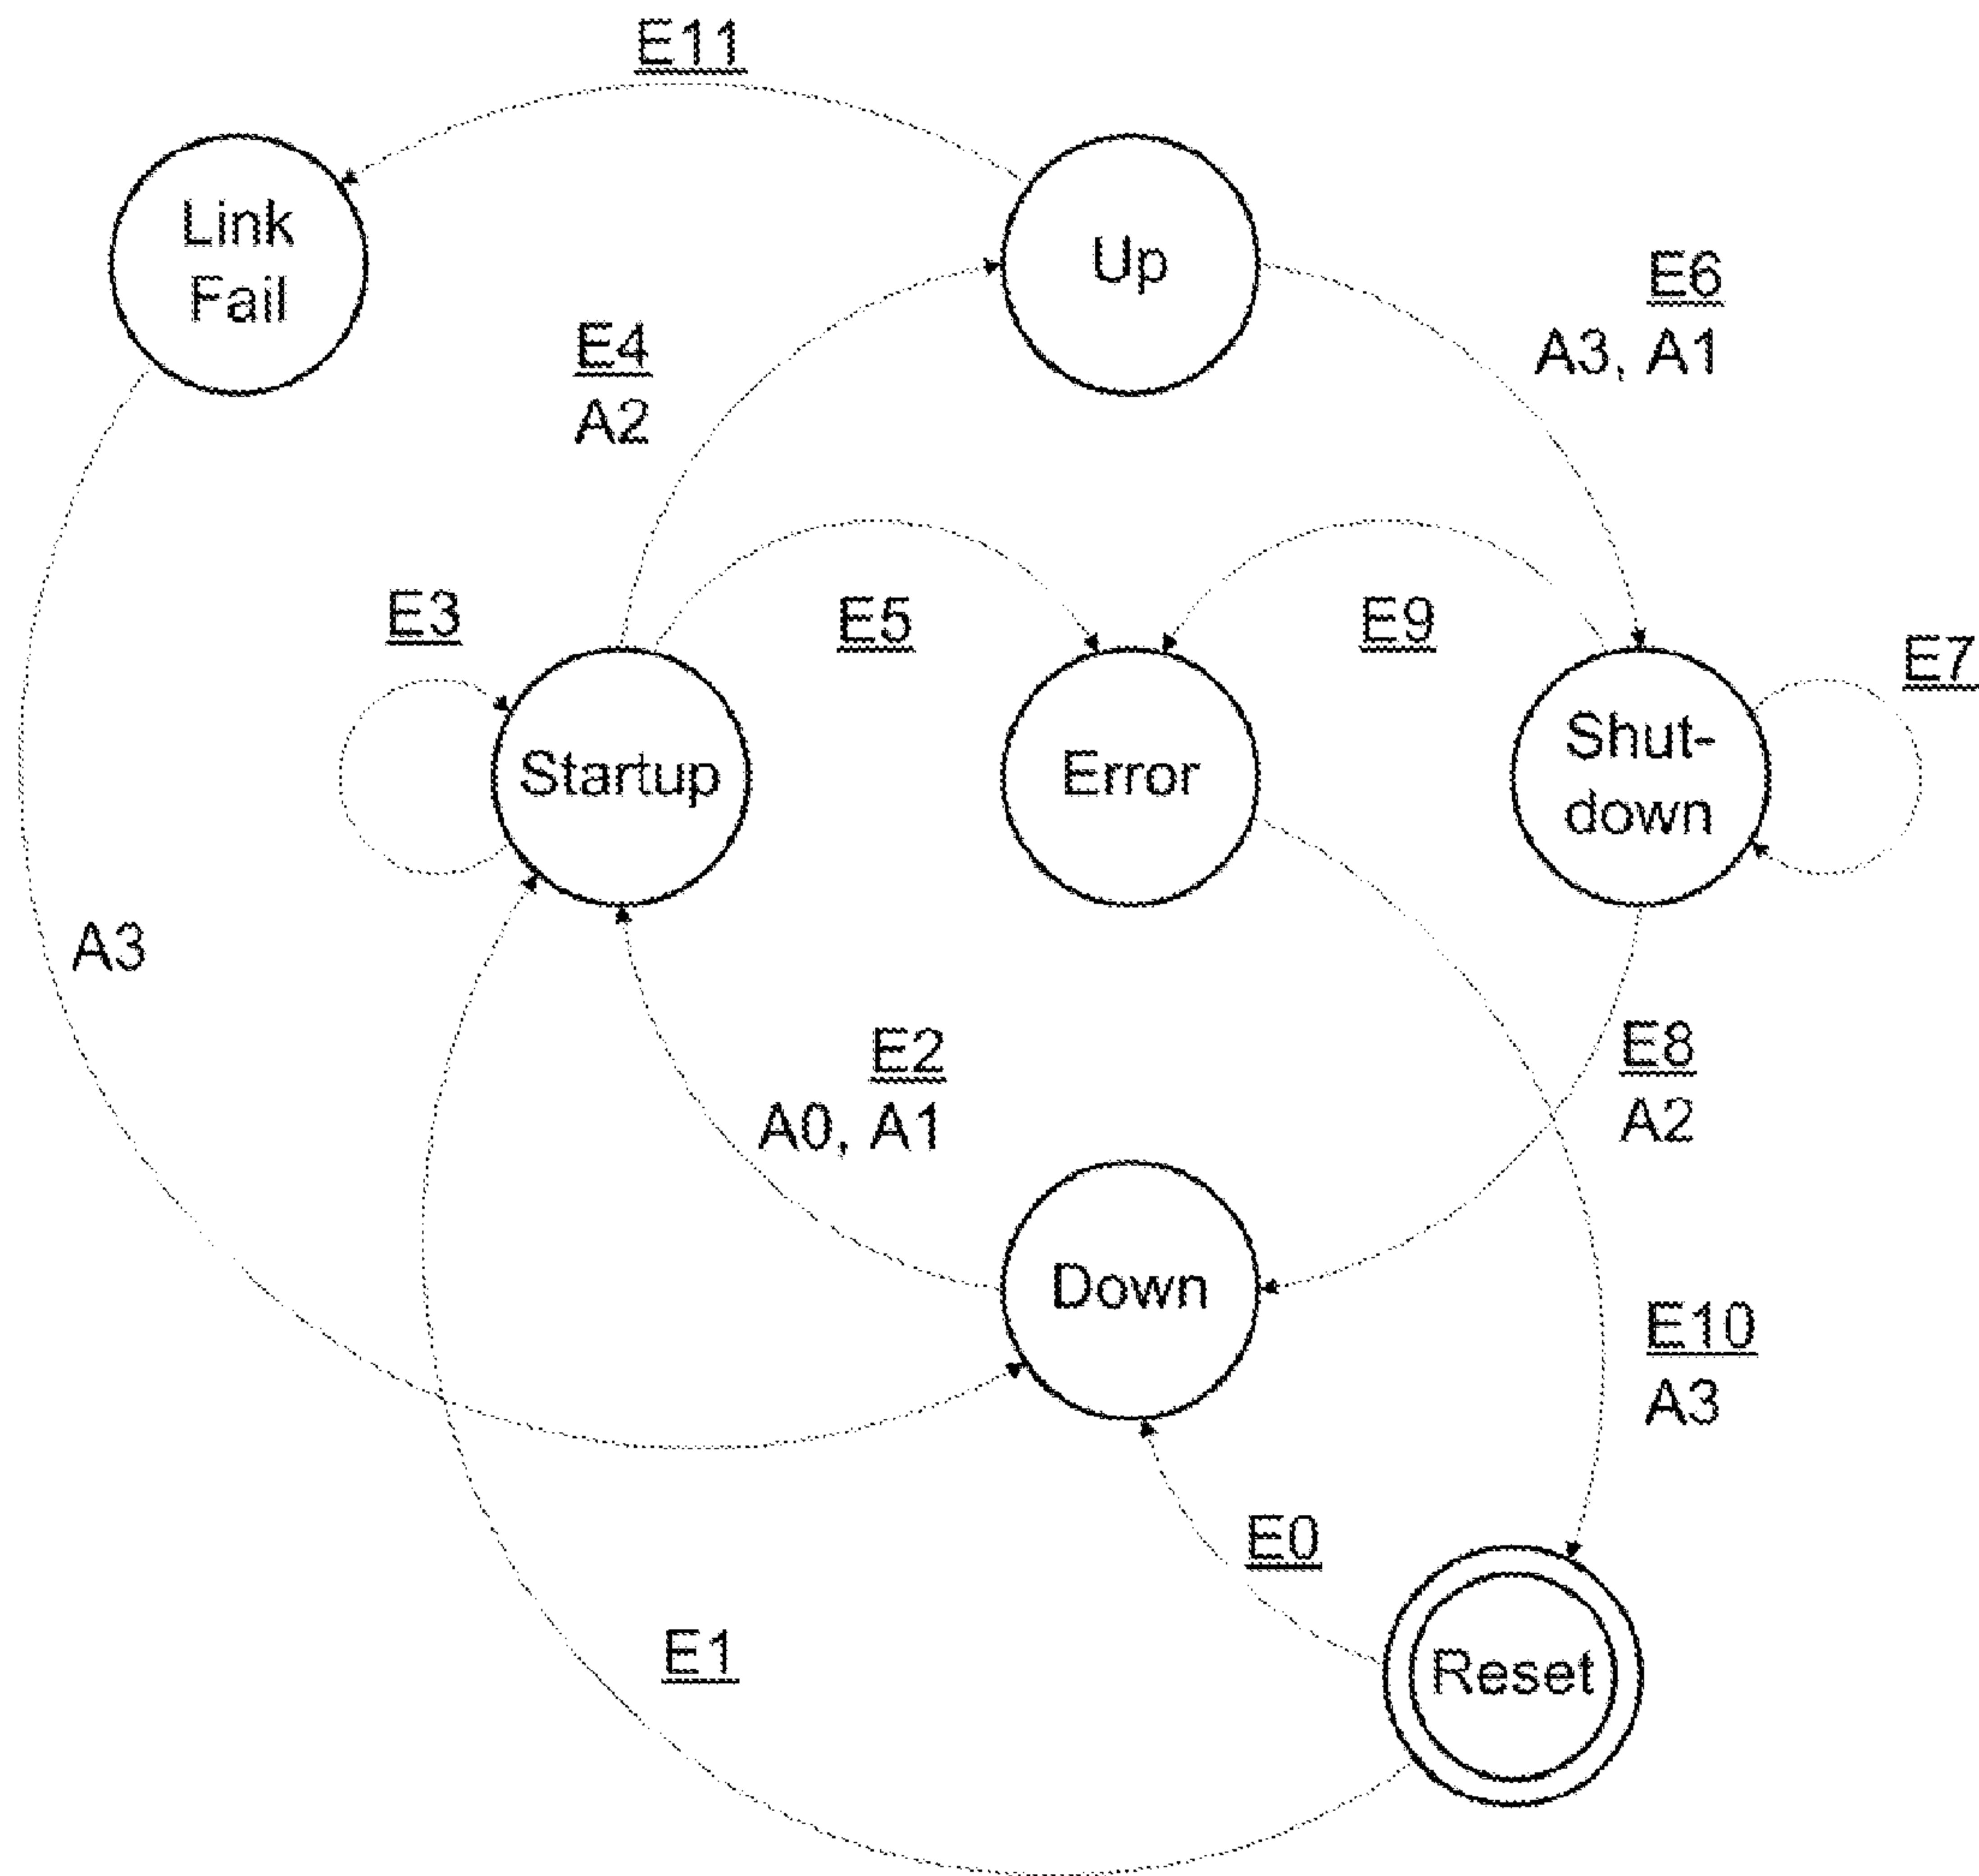 E11
Link
Fail
Up
E6
A3, A1
E4
A2
E3
E5
E9
E7
Startup
Error
Shut-
down
A3
E2
A0, A1
E8
A2
Down
E10
A3
E0
E1
Reset